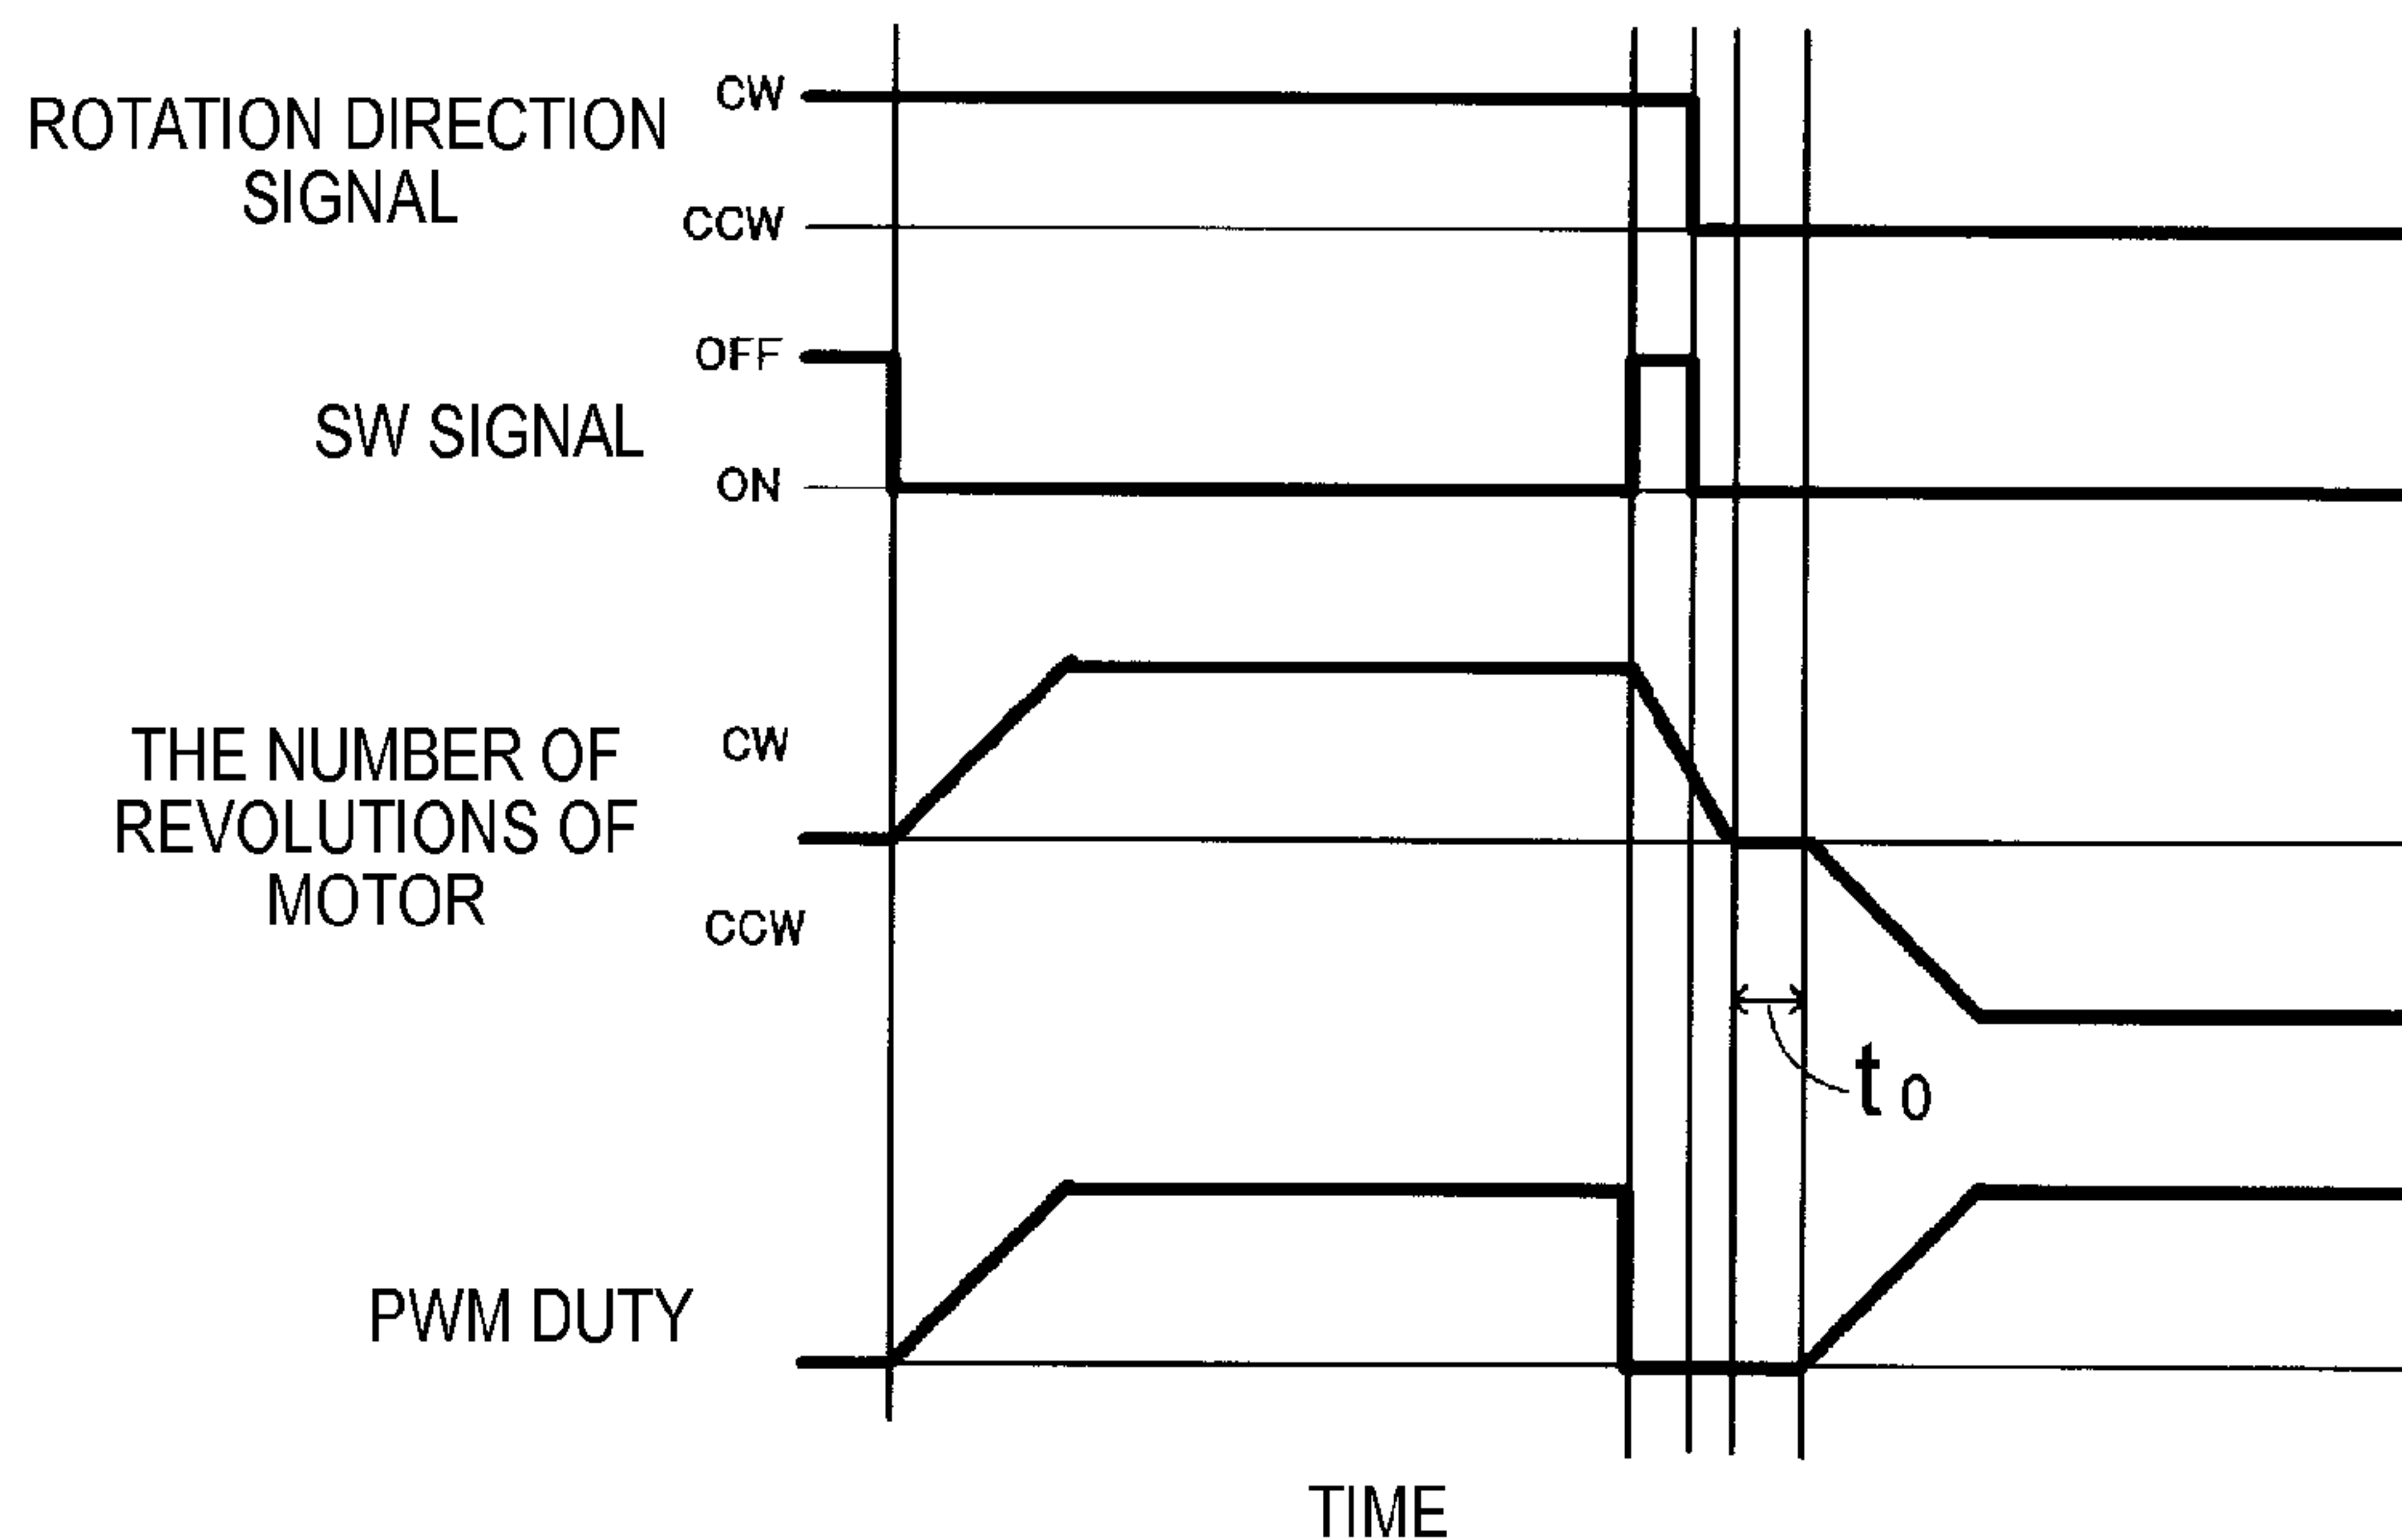 ROTATION DIRECTION
SIGNAL
CW
CCW
SW SIGNAL
OFF
ON
THE NUMBER OF
REVOLUTIONS OF
MOTOR
CW
CCW
t0
PWM DUTY
TIME